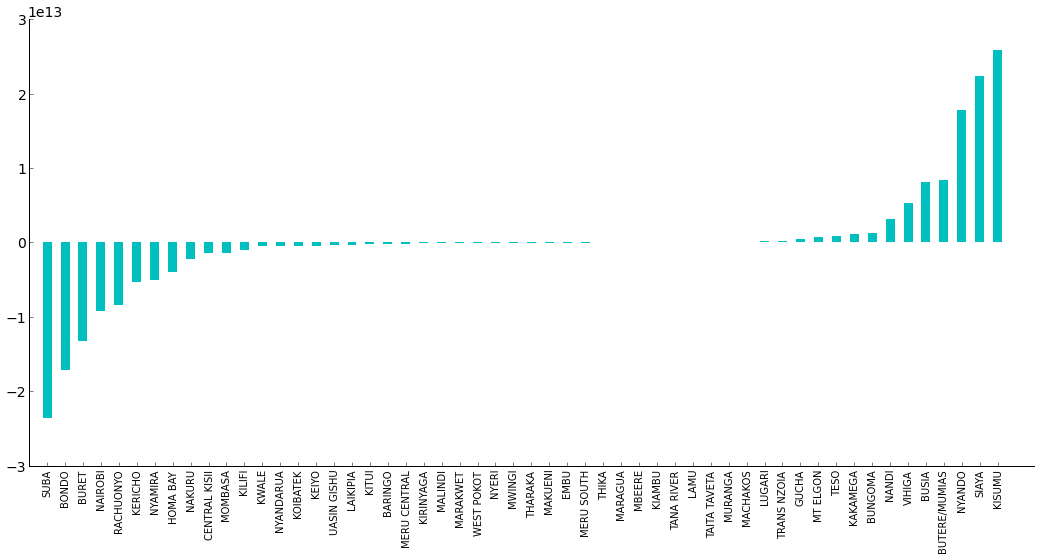 1e13
3
2
1
0
−1
−2
−3
SUBA
BONDO
BURET
NAIROBI
RACHUONYO
KERICHO
NYAMIRA
HOMA BAY
NAKURU
CENTRAL KISII
MOMBASA
KILIFI
KWALE
NYANDARUA
KOIBATEK
KEIYO
UASIN GISHU
LAIKIPIA
KITUI
BARINGO
MERU CENTRAL
KIRINYAGA
MALINDI
MARAKWET
WEST POKOT
NYERI
MWINGI
THARAKA
MAKUENI
EMBU
MERU SOUTH
THIKA
MARAGUA
MBEERE
KIAMBU
TANA RIVER
LAMU
TAITA TAVETA
MURANGA
MACHAKOS
LUGARI
TRANS NZOIA
GUCHA
MT ELGON
TESO
KAKAMEGA
BUNGOMA
NANDI
VIHIGA
BUSIA
BUTERE/MUMIAS
NYANDO
SIAYA
KISUMU